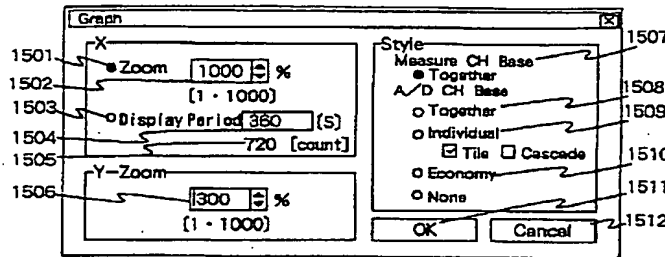 Graph
X
1501
Zoom
1000 %
1502
[1 - 1000]
1503
Display Period 360 [S]
1504
720 [count]
1505
Y-Zoom
1506
300 %
[1 - 1000]
Style
1507
Measure CH Base
Together
A/D CH Base
1508
Together
1509
Individual
Tile Cascade
1510
Economy
1511
None
OK Cancel
1512